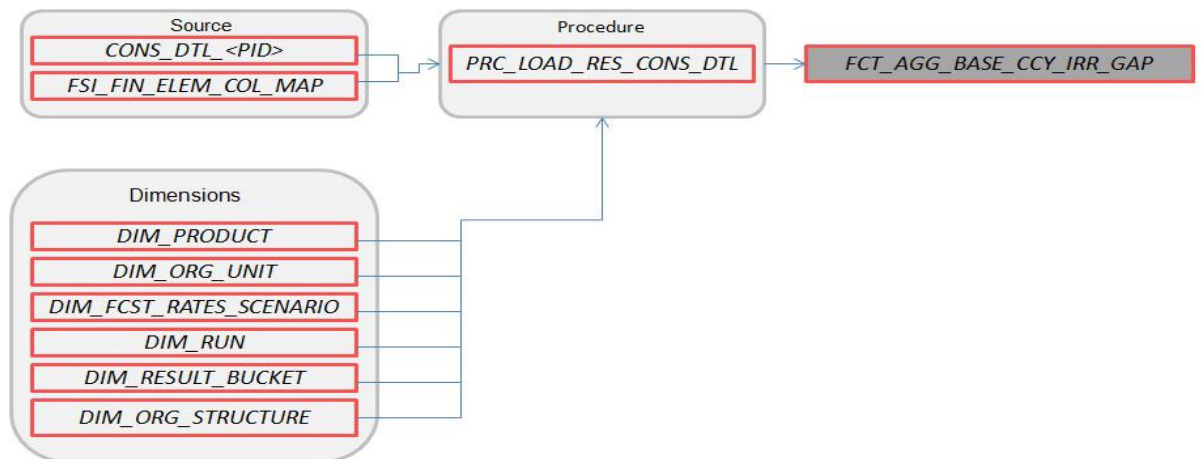 Source
CONS_DTL_<PID>
FSI_FIN_ELEM_COL_MAP
Procedure
PRC_LOAD_RES_CONS_DTL
FCT_AGG_BASE_CCY_IRR_GAP
Dimensions
DIM_PRODUCT
DIM_ORG_UNIT
DIM_FCST_RATES_SCENARIO
DIM_RUN
DIM_RESULT_BUCKET
DIM_ORG_STRUCTURE